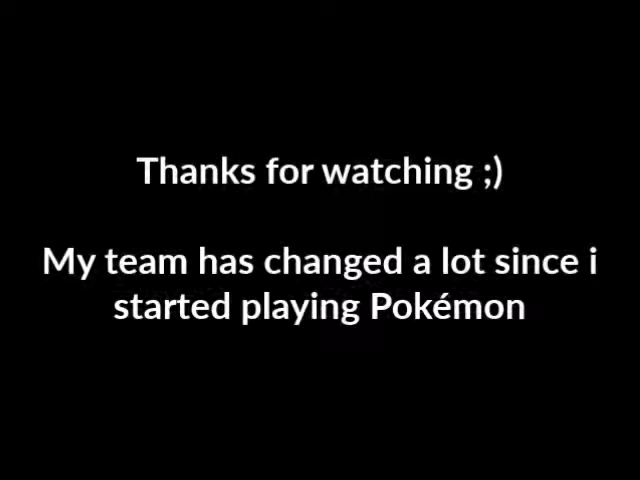 Thanks for watching ;)
My team has changed a lot since i
started playing Pokémon